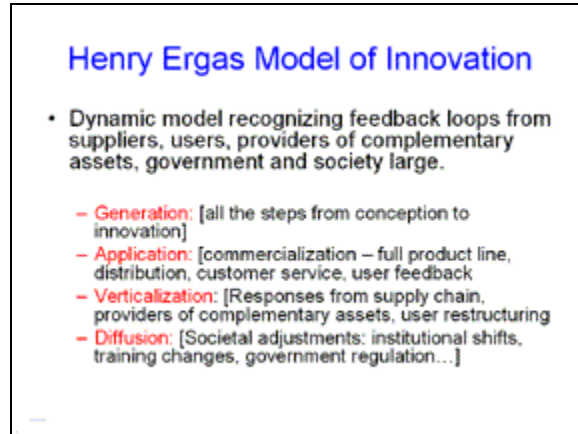 Henry Ergas Model of Innovation
• Dynamic model recognizing feedback loops from
suppliers, users, providers of complementary
assets, government and society large.
– Generation: [all the steps from conception to
innovation]
– Application: [commercialization – full product line,
distribution, customer service, user feedback
– Verticalization: [Responses from supply chain,
providers of complementary assets, user restructuring
– Diffusion: [Societal adjustments: institutional shifts,
training changes, government regulation…]